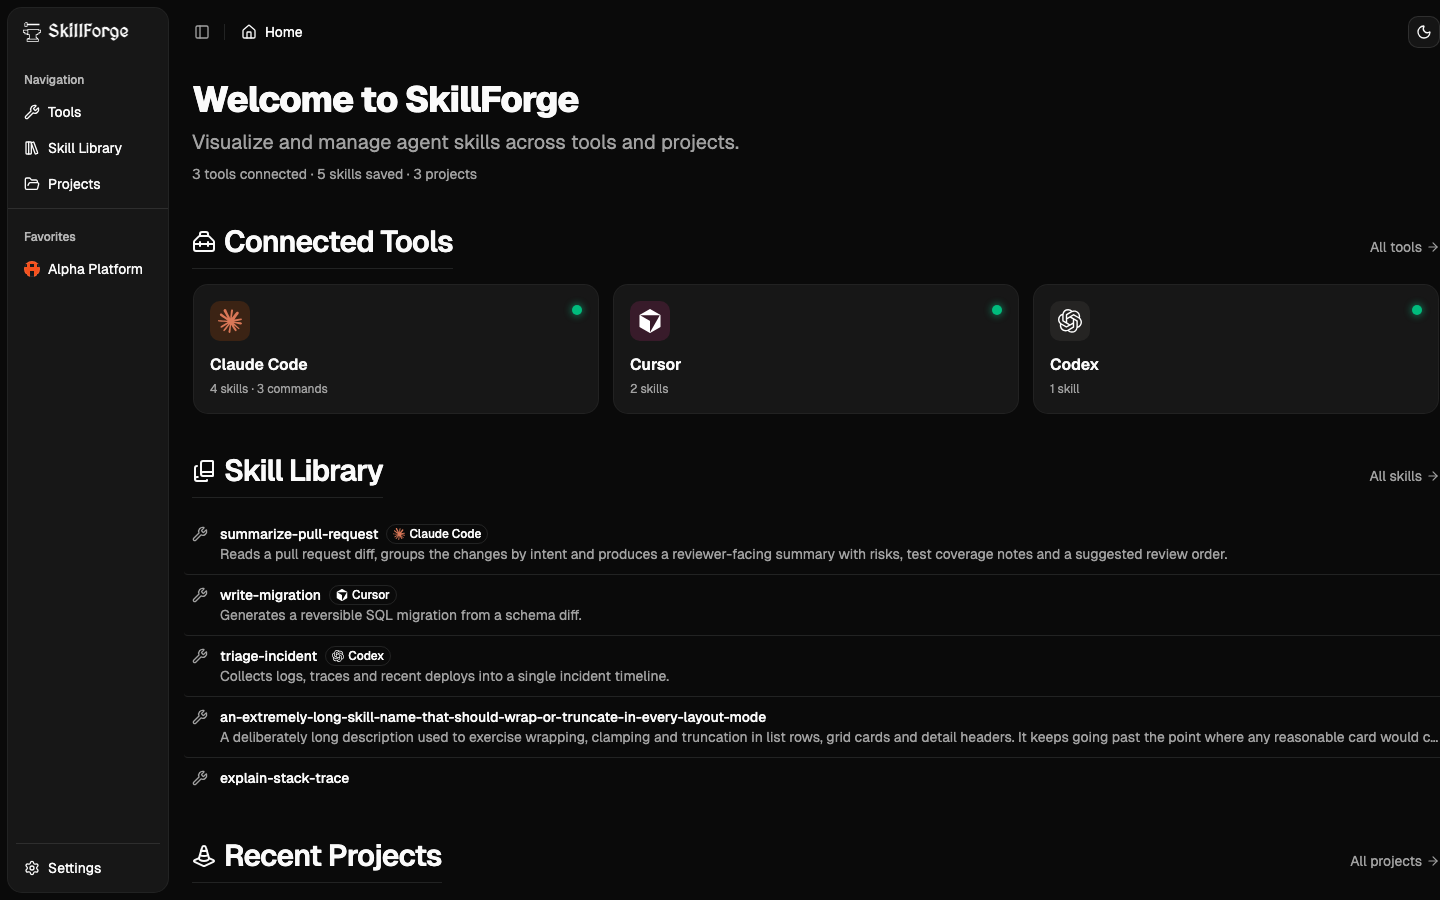 SkillForge
Home
Navigation
Tools
Skill Library
Projects
Favorites
Alpha Platform
Settings
Welcome to SkillForge
Visualize and manage agent skills across tools and projects.
3 tools connected · 5 skills saved · 3 projects
Connected Tools
All tools →
Claude Code
4 skills · 3 commands
Cursor
2 skills
Codex
1 skill
Skill Library
All skills →
summarize-pull-request Claude Code
Reads a pull request diff, groups the changes by intent and produces a reviewer-facing summary with risks, test coverage notes and a suggested review order.
write-migration Cursor
Generates a reversible SQL migration from a schema diff.
triage-incident Codex
Collects logs, traces and recent deploys into a single incident timeline.
an-extremely-long-skill-name-that-should-wrap-or-truncate-in-every-layout-mode
A deliberately long description used to exercise wrapping, clamping and truncation in list rows, grid cards and detail headers. It keeps going past the point where any reasonable card would c...
explain-stack-trace
Recent Projects
All projects →